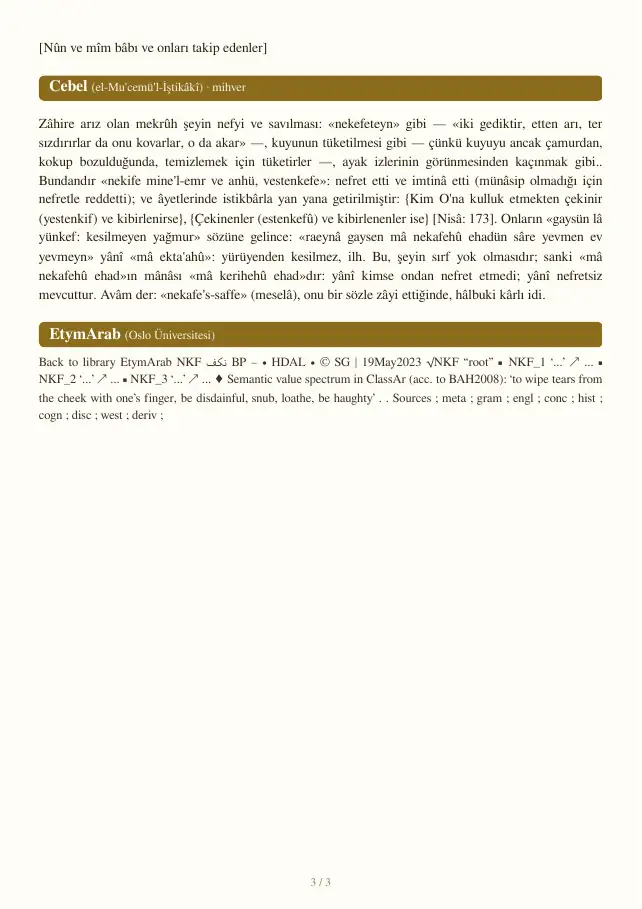 [Nûn ve mîm bâbı ve onları takip edenler]
Cebel (el-Mu'cemü'l-İştikâkî) · mihver
Zâhire arız olan mekrûh şeyin nefyi ve savılması: «nekefeteyn» gibi — «iki gediktir, etten arı, ter
sızdırırlar da onu kovarlar, o da akar» —, kuyunun tüketilmesi gibi — çünkü kuyuyu ancak çamurdan,
kokup bozulduğunda, temizlemek için tüketirler —, ayak izlerinin görünmesinden kaçınmak gibi..
Bundandır «nekife mine'l-emr ve anhü, vestenkefe»: nefret etti ve imtinâ etti (münâsip olmadığı için
nefretle reddetti); ve âyetlerinde istikbârla yan yana getirilmiştir: {Kim O'na kulluk etmekten çekinir
(yestenkif) ve kibirlenirse}, {Çekinenler (estenkefû) ve kibirlenenler ise} [Nisâ: 173]. Onların «gaysün lâ
yünkef: kesilmeyen yağmur» sözüne gelince: «raeynâ gaysen mâ nekafehû ehadün sâre yevmen ev
yevmeyn» yânî «mâ ekta'ahû»: yürüyenden kesilmez, ilh. Bu, şeyin sırf yok olmasıdır; sanki «mâ
nekafehû ehad»ın mânâsı «mâ kerihehû ehad»dır: yânî kimse ondan nefret etmedi; yânî nefretsiz
mevcuttur. Avâm der: «nekafe's-saffe» (meselâ), onu bir sözle zâyi ettiğinde, hâlbuki kârlı idi.
EtymArab (Oslo Üniversitesi)
Back to library EtymArab NKF نكف BP – • HDAL • © SG | 19May2023 √NKF “root” ▪ NKF_1 ‘...’ ↗ ... ▪
NKF_2 ‘...’ ↗ ... ▪ NKF_3 ‘...’ ↗ ... ♦ Semantic value spectrum in ClassAr (acc. to BAH2008): ‘to wipe tears from
the cheek with one’s finger, be disdainful, snub, loathe, be haughty’ . . Sources ; meta ; gram ; engl ; conc ; hist ;
cogn ; disc ; west ; deriv ;
3 / 3